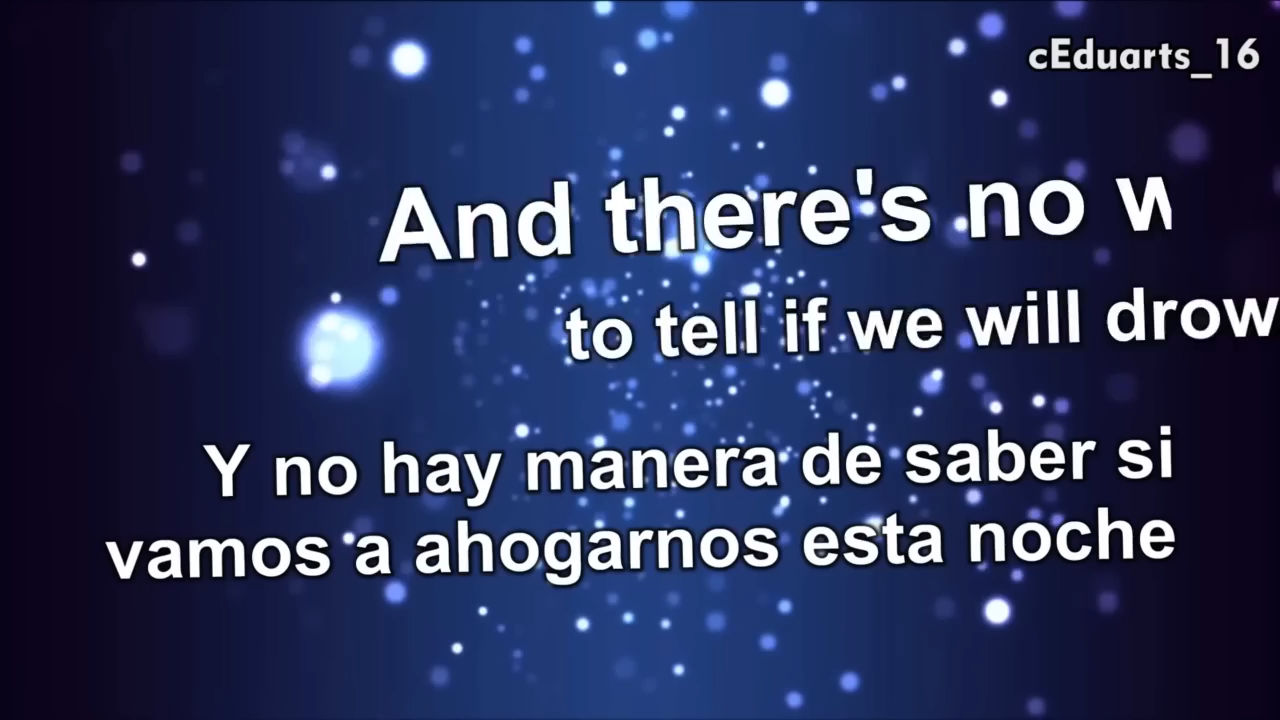 cEduarts_16
And there's no
to tell if we will
Y no hay manera de saber si
vamos a ahogarnos esta noche